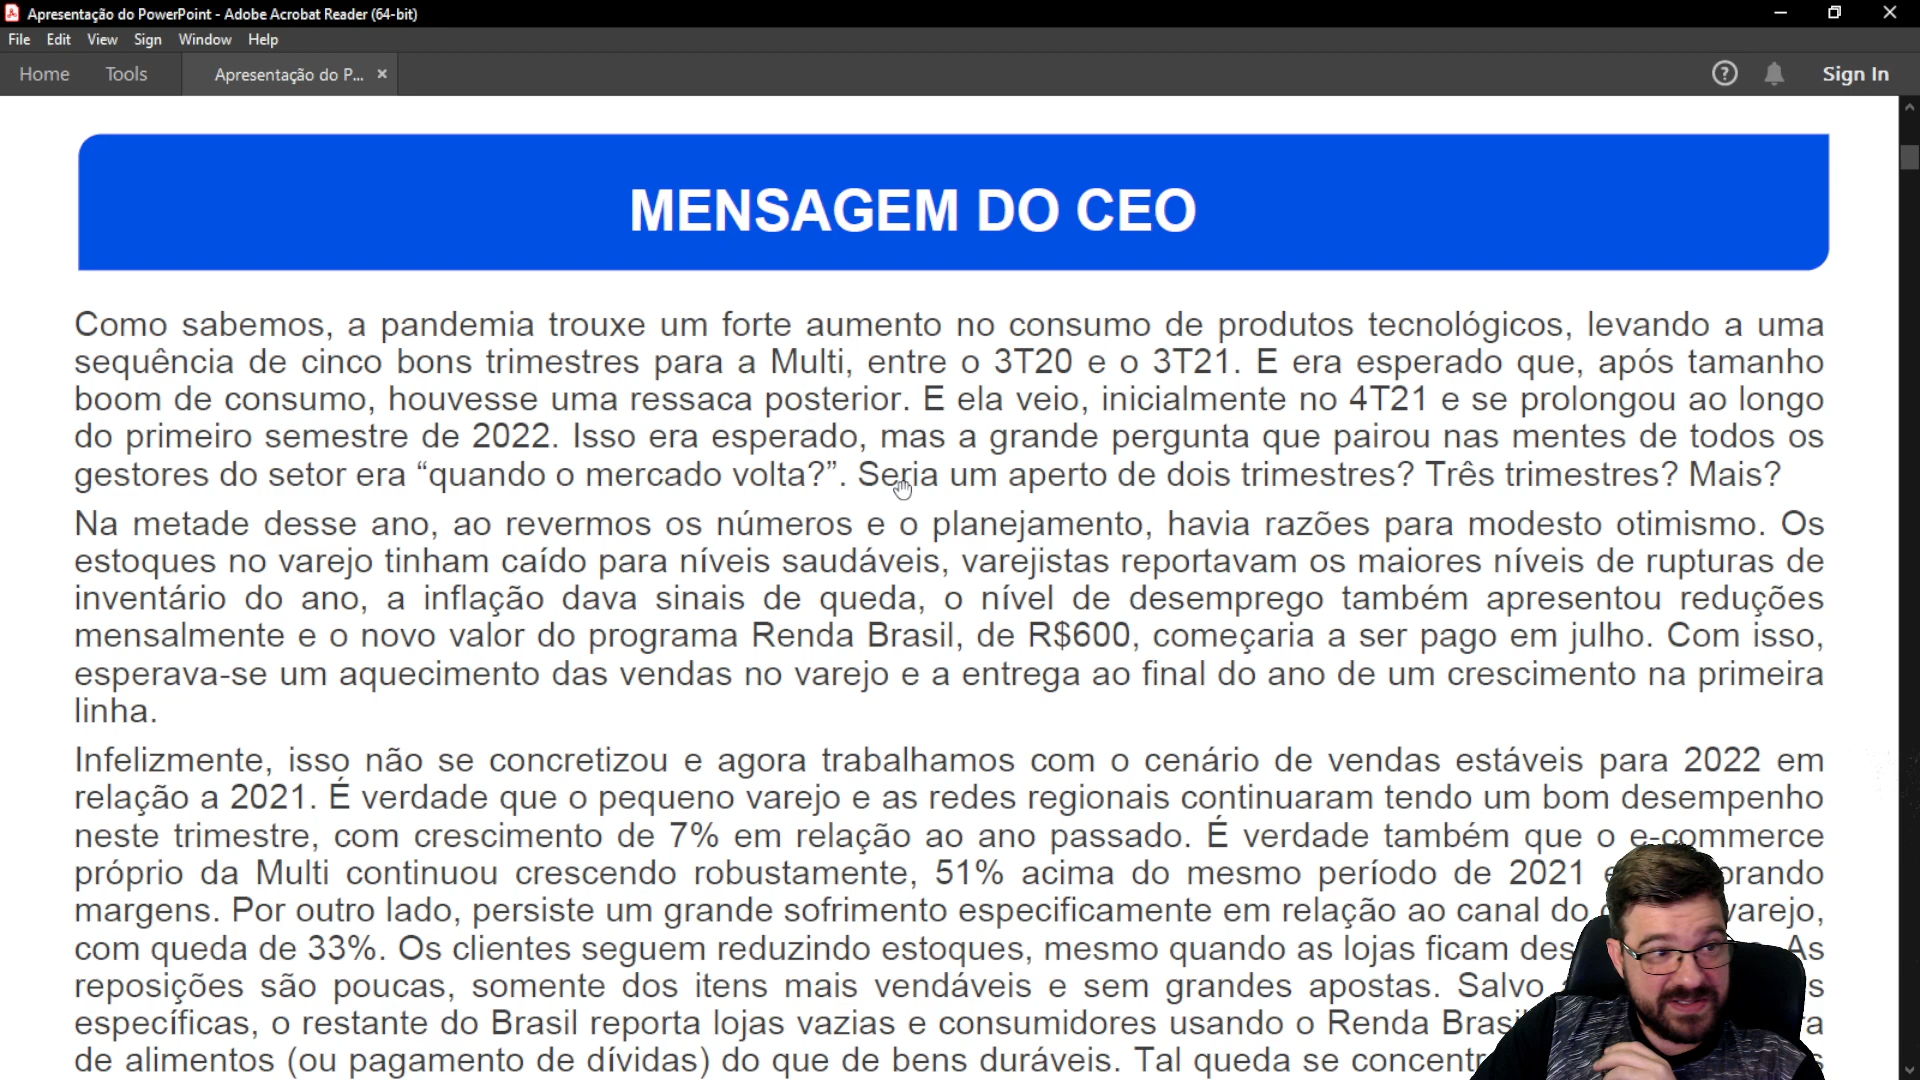 Apresentação do PowerPoint - Adobe Acrobat Reader (64-bit)
File Edit View Sign Window Help
Home Tools Apresentação do P... Sign In
MENSAGEM DO CEO
Como sabemos, a pandemia trouxe um forte aumento no consumo de produtos tecnológicos, levando a uma
sequência de cinco bons trimestres para a Multi, entre o 3T20 e o 3T21. E era esperado que, após tamanho
boom de consumo, houvesse uma ressaca posterior. E ela veio, inicialmente no 4T21 e se prolongou ao longo
do primeiro semestre de 2022. Isso era esperado, mas a grande pergunta que pairou nas mentes de todos os
gestores do setor era “quando o mercado volta?”. Seria um aperto de dois trimestres? Três trimestres? Mais?
Na metade desse ano, ao revermos os números e o planejamento, havia razões para modesto otimismo. Os
estoques no varejo tinham caído para níveis saudáveis, varejistas reportavam os maiores níveis de rupturas de
inventário do ano, a inflação dava sinais de queda, o nível de desemprego também apresentou reduções
mensalmente e o novo valor do programa Renda Brasil, de R$600, começaria a ser pago em julho. Com isso,
esperava-se um aquecimento das vendas no varejo e a entrega ao final do ano de um crescimento na primeira
linha.
Infelizmente, isso não se concretizou e agora trabalhamos com o cenário de vendas estáveis para 2022 em
relação a 2021. É verdade que o pequeno varejo e as redes regionais continuaram tendo um bom desempenho
neste trimestre, com crescimento de 7% em relação ao ano passado. É verdade também que o e-commerce
próprio da Multi continuou crescendo robustamente, 51% acima do mesmo período de 2021
margens. Por outro lado, persiste um grande sofrimento especificamente em relação ao canal do varejo,
com queda de 33%. Os clientes seguem reduzindo estoques, mesmo quando as lojas ficam As
reposições são poucas, somente dos itens mais vendáveis e sem grandes apostas. Salvo
específicas, o restante do Brasil reporta lojas vazias e consumidores usando o Renda Brasil
de alimentos (ou pagamento de dívidas) do que de bens duráveis. Tal queda se